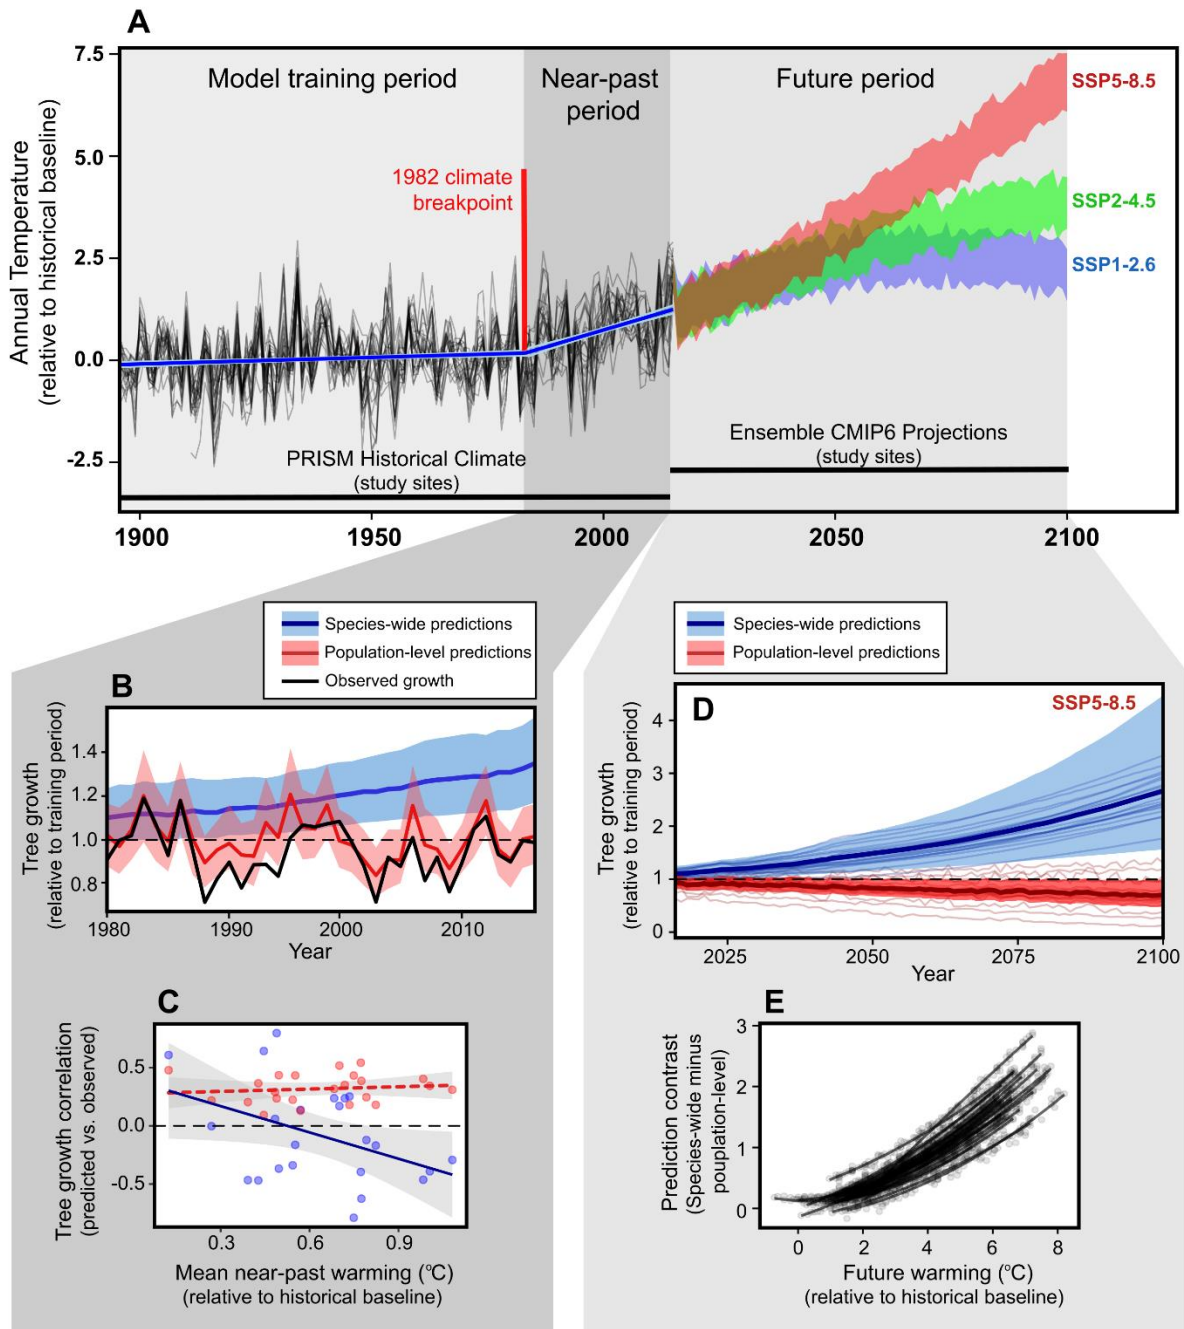 A
Annual Temperature
(relative to historical baseline)
7.5
5.0
2.5
0.0
-2.5
Model training period
Near-past
period
Future period
1982 climate
breakpoint
SSP5-8.5
SSP2-4.5
SSP1-2.6
PRISM Historical Climate
(study sites)
Ensemble CMIP6 Projections
(study sites)
1900
1950
2000
2050
2100
Species-wide predictions
Population-level predictions
Observed growth
B
Tree growth
(relative to training period)
1.4
1.2
1.0
0.8
1980
1990
2000
2010
Year
C
Tree growth correlation
(predicted vs. observed)
0.5
0.0
-0.5
0.3
0.6
0.9
Mean near-past warming (°C)
(relative to historical baseline)
Species-wide predictions
Population-level predictions
D
SSP5-8.5
Tree growth
(relative to training period)
4
3
2
1
0
2025
2050
2075
2100
Year
E
Prediction contrast
(Species-wide minus
pouplation-level)
3
2
1
0
0
2
4
6
8
Future warming (°C)
(relative to historical baseline)